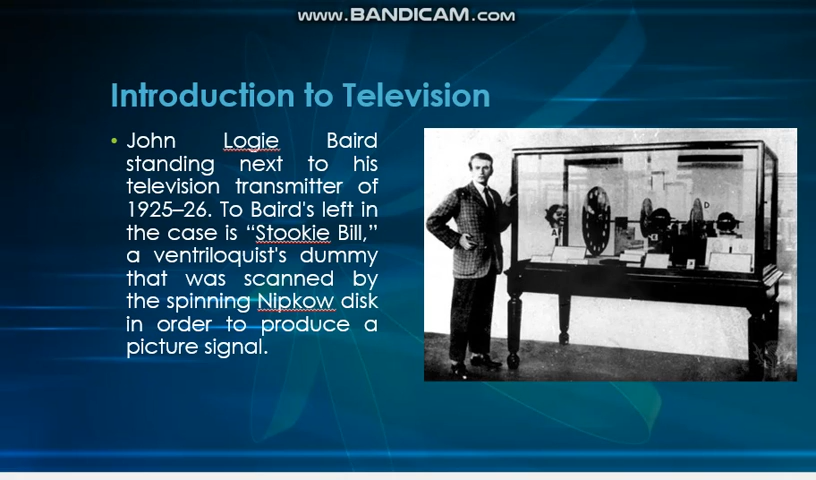 www.BANDICAM.com
Introduction to Television
• John Logie Baird
standing next to his
television transmitter of
1925–26. To Baird's left in
the case is “Stookie Bill,”
a ventriloquist's dummy
that was scanned by
the spinning Nipkow disk
in order to produce a
picture signal.
A
D